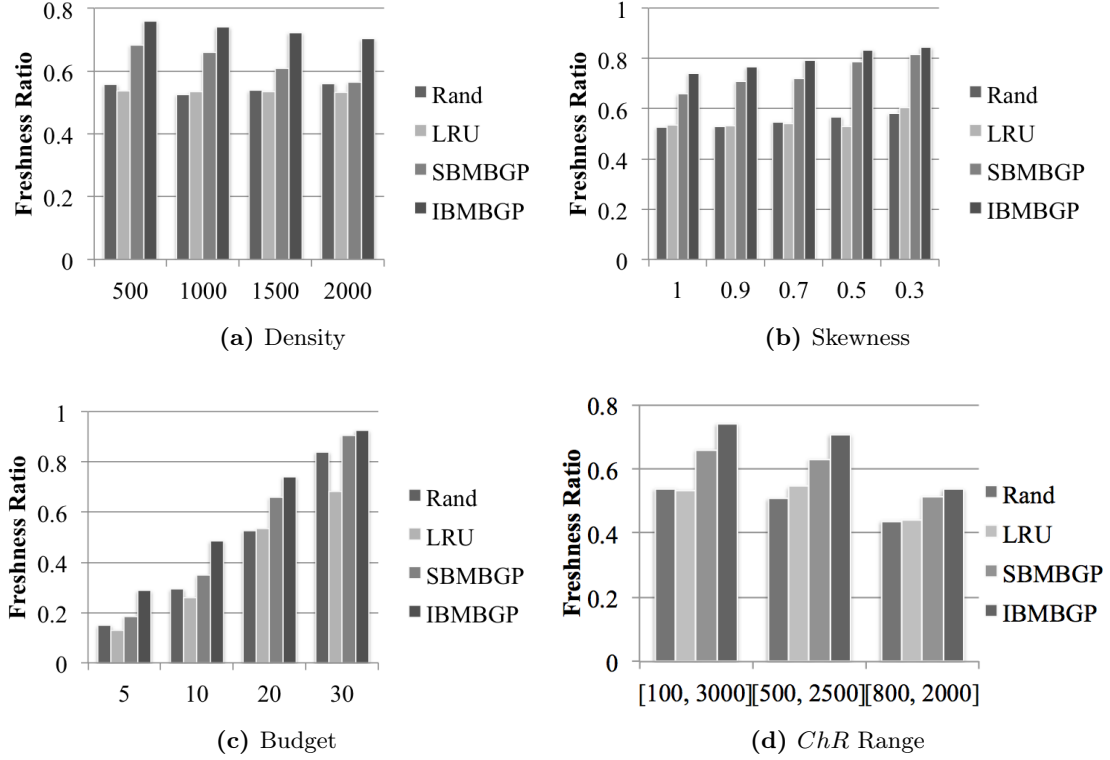 0.8
0.6
0.4
0.2
0
Freshness Ratio
500 1000 1500 2000
Rand
LRU
SBMBGP
IBMBGP
(a) Density
1
0.8
0.6
0.4
0.2
0
Freshness Ratio
1 0.9 0.7 0.5 0.3
Rand
LRU
SBMBGP
IBMBGP
(b) Skewness
1
0.8
0.6
0.4
0.2
0
Freshness Ratio
5 10 20 30
Rand
LRU
SBMBGP
IBMBGP
(c) Budget
0.8
0.6
0.4
0.2
0
Freshness Ratio
[100, 3000][500, 2500][800, 2000]
Rand
LRU
SBMBGP
IBMBGP
(d) ChR Range